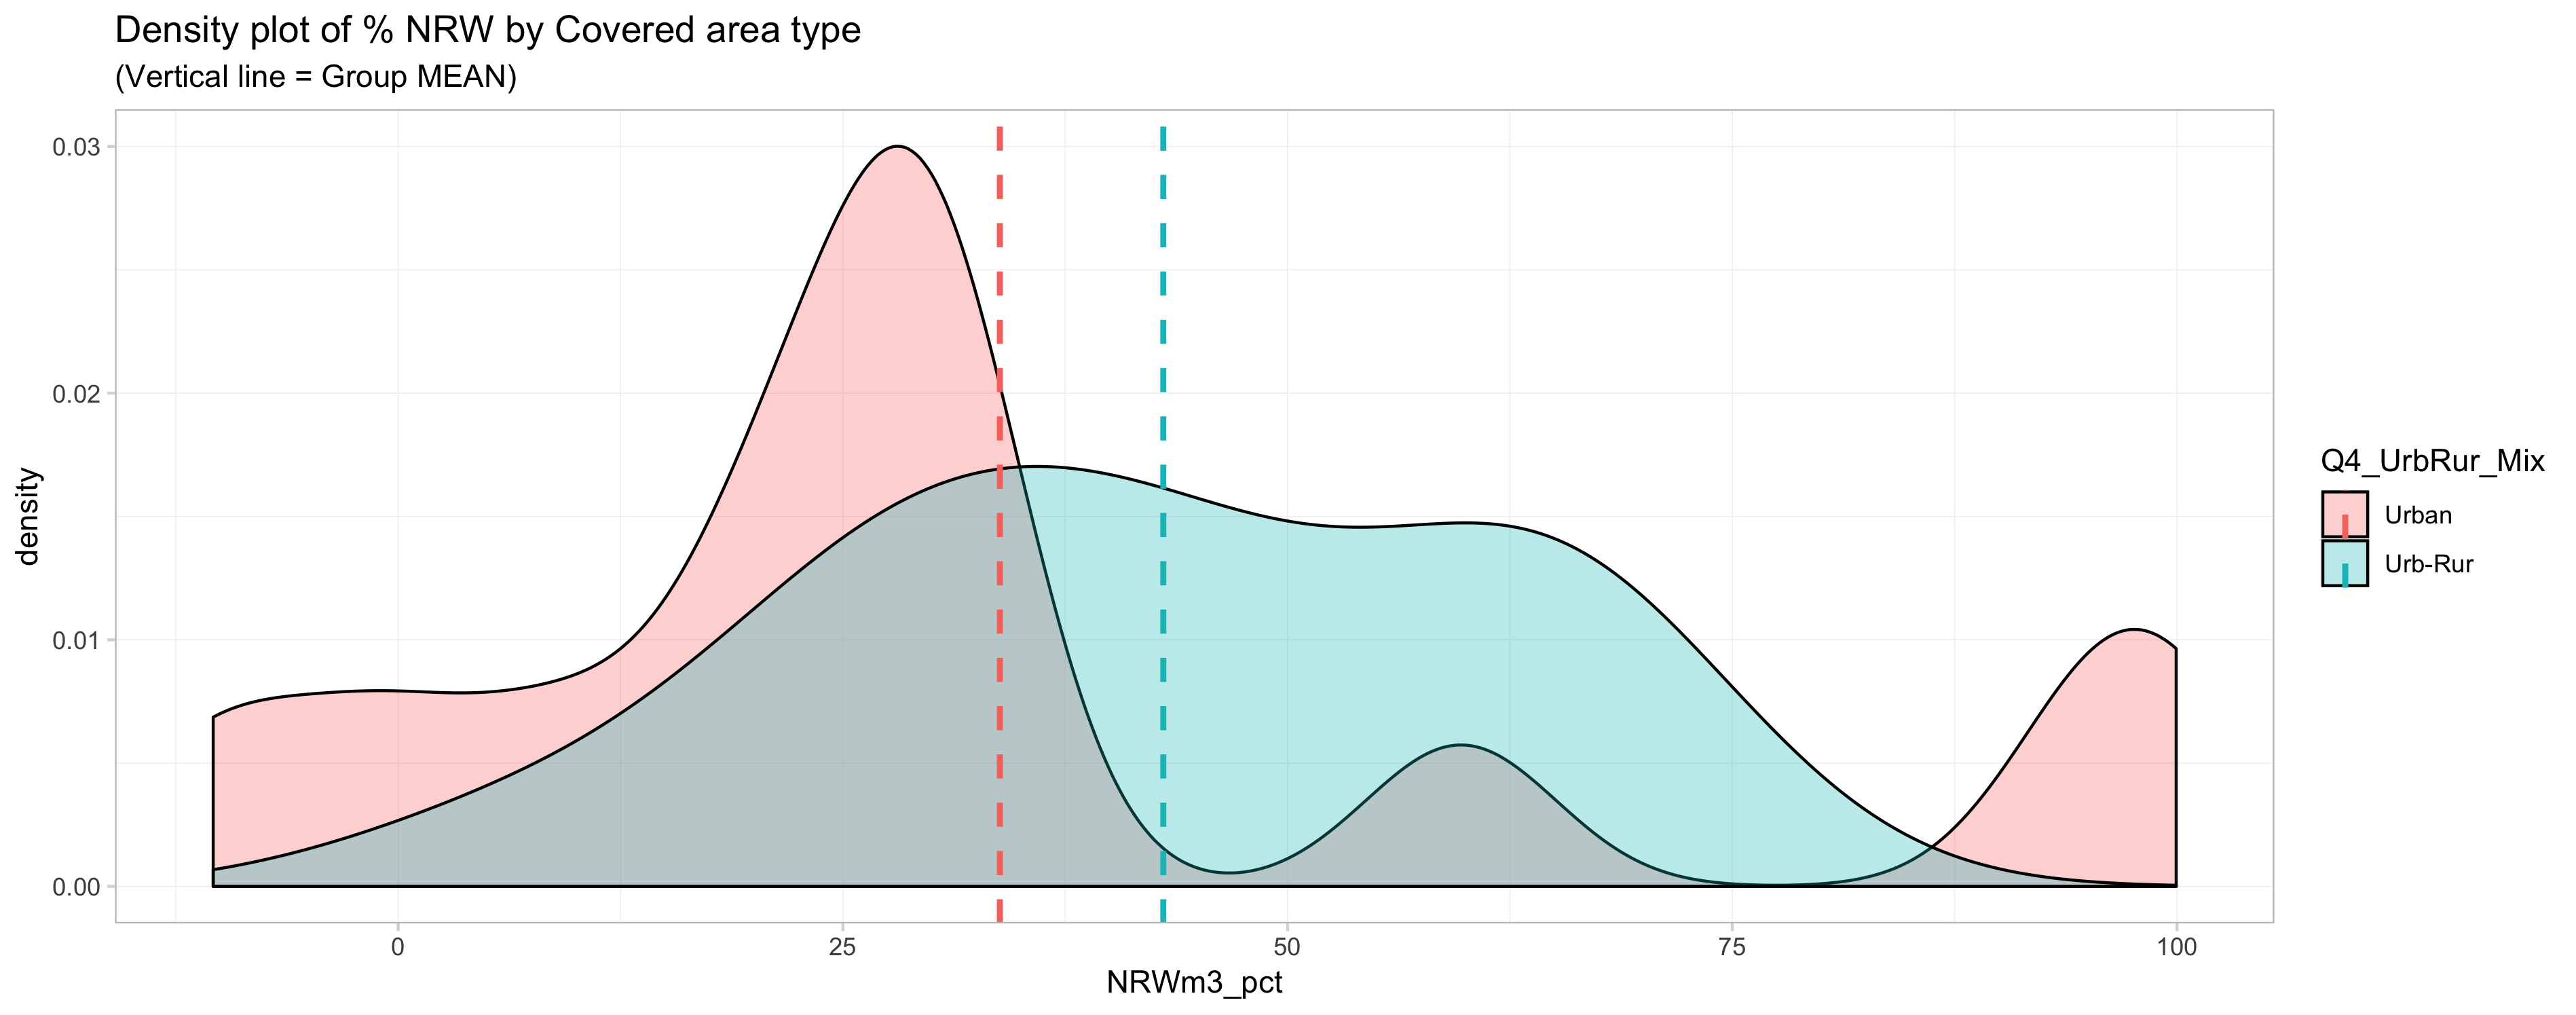 Density plot of % NRW by Covered area type
(Vertical line = Group MEAN)
0.03
0.02
0.01
0.00
density
0
25
50
75
100
NRWm3_pct
Q4_UrbRur_Mix
Urban
Urb-Rur